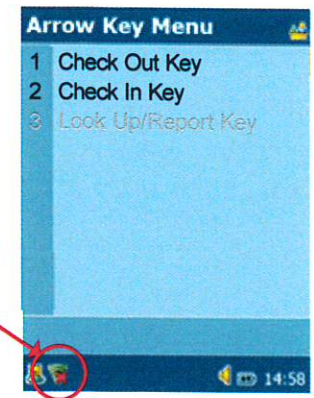 Arrow Key Menu
1 Check Out Key
2 Check In Key
3 Look Up/Report Key
14:58